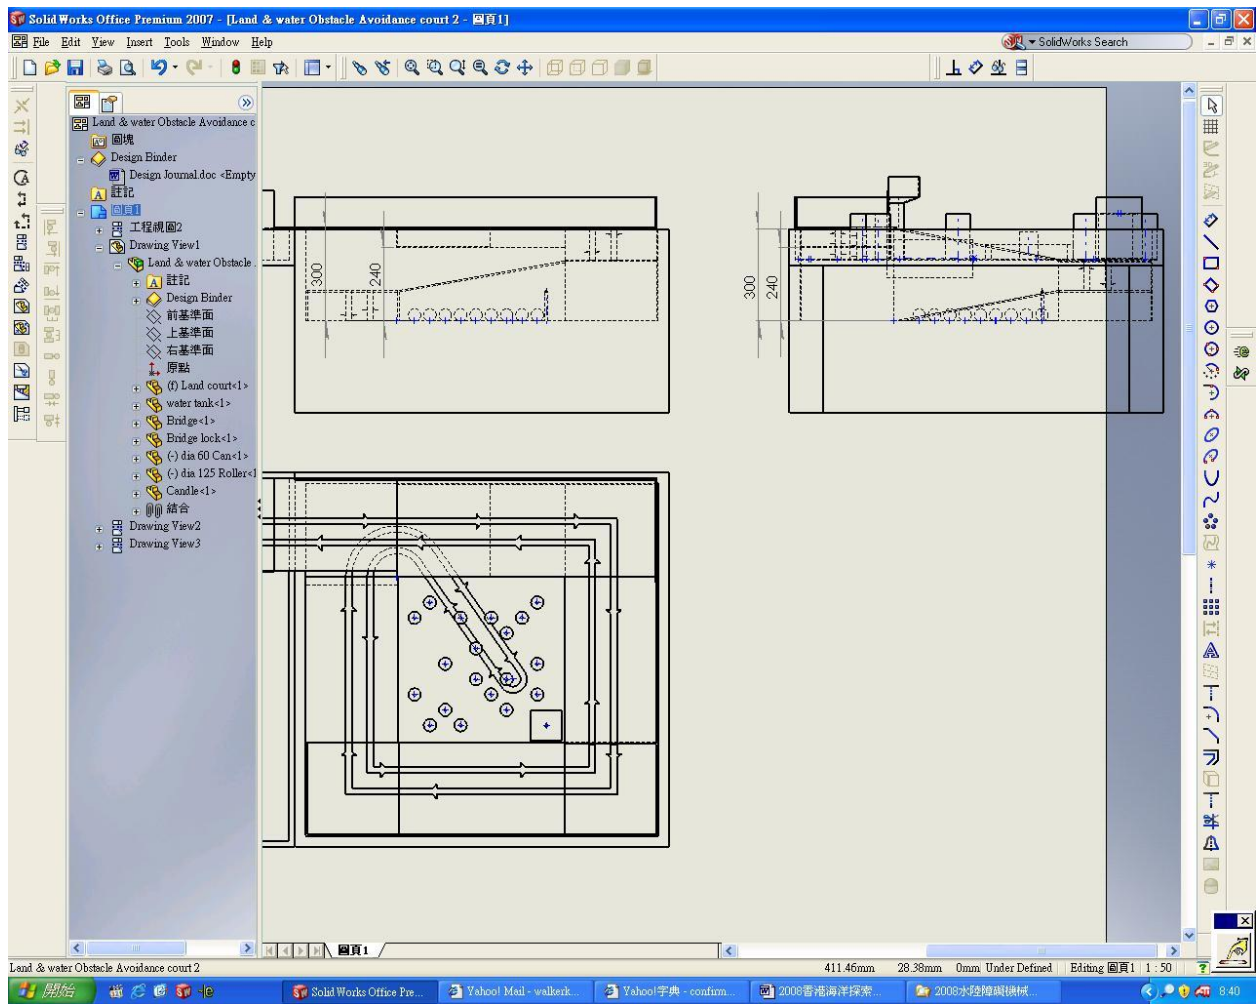 SolidWorks Office Premium 2007 - [Land & water Obstacle Avoidance court 2 - 圖頁1]
File Edit View Insert Tools Window Help
SolidWorks Search
Land & water Obstacle Avoidance c
圖塊
Design Binder
Design Journal.doc <Empty
註記
圖頁1
工程視圖2
Drawing View1
Land & water Obstacle
註記
Design Binder
前基準面
上基準面
右基準面
原點
(f) Land court<1>
water tank<1>
Bridge<1>
Bridge lock<1>
(-) dia 60 Can<1>
(-) dia 125 Roller<1
Candle<1>
結合
Drawing View2
Drawing View3
300
240
300
240
圖頁1
Land & water Obstacle Avoidance court 2
411.46mm 28.38mm 0mm Under Defined Editing 圖頁1 1 : 50
開始
SolidWorks Office Pre...
Yahoo! Mail - walkerk...
Yahoo!字典 - confirm...
2008香港海洋探索...
2008水陸障礙機械...
8:40